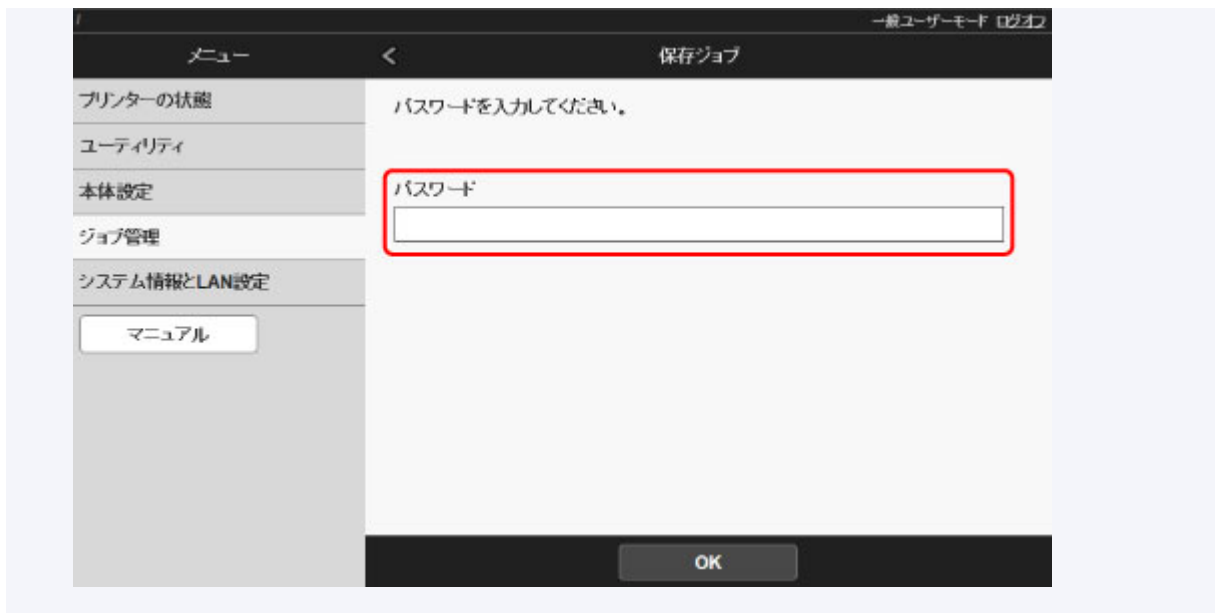 一般ユーザーモード ログオフ
メニュー
<
保存ジョブ
プリンターの状態
ユーティリティ
本体設定
ジョブ管理
システム情報とLAN設定
マニュアル
パスワードを入力してください。
パスワード
OK